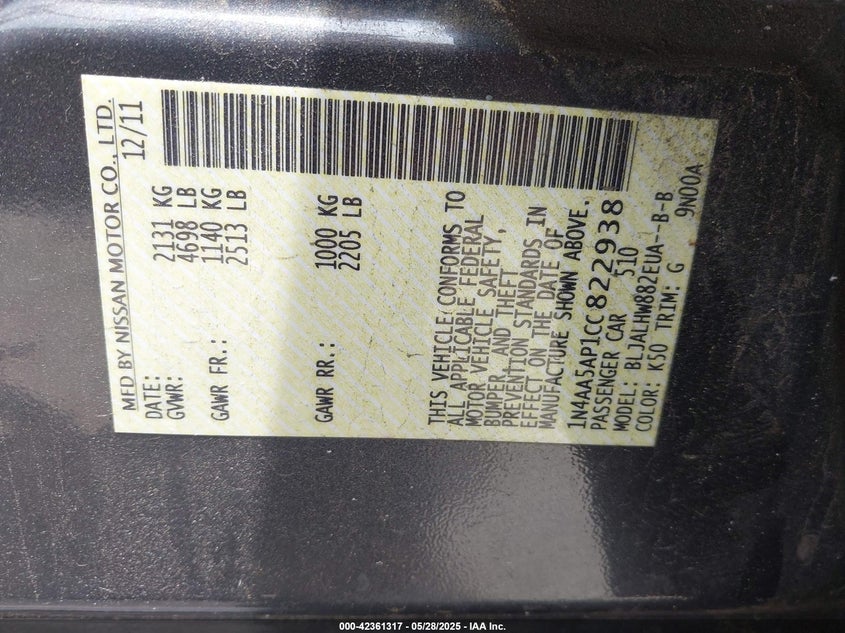 MFD BY NISSAN MOTOR CO., LTD.
DATE: 12/11
GVWR: 2131 KG
4698 LB
GAWR FR.: 1140 KG
2513 LB
GAWR RR.: 1000 KG
2205 LB
THIS VEHICLE CONFORMS TO
ALL APPLICABLE FEDERAL
MOTOR VEHICLE SAFETY,
BUMPER AND THEFT
PREVENTION STANDARDS IN
EFFECT ON THE DATE OF
MANUFACTURE SHOWN ABOVE.
1N4AA5AP1CC822938
PASSENGER CAR 510
MODEL: BLJALHW882EUA--B-B
COLOR: K50 TRIM: G 9N00A
000-42361317 | 05/28/2025 - IAA Inc.